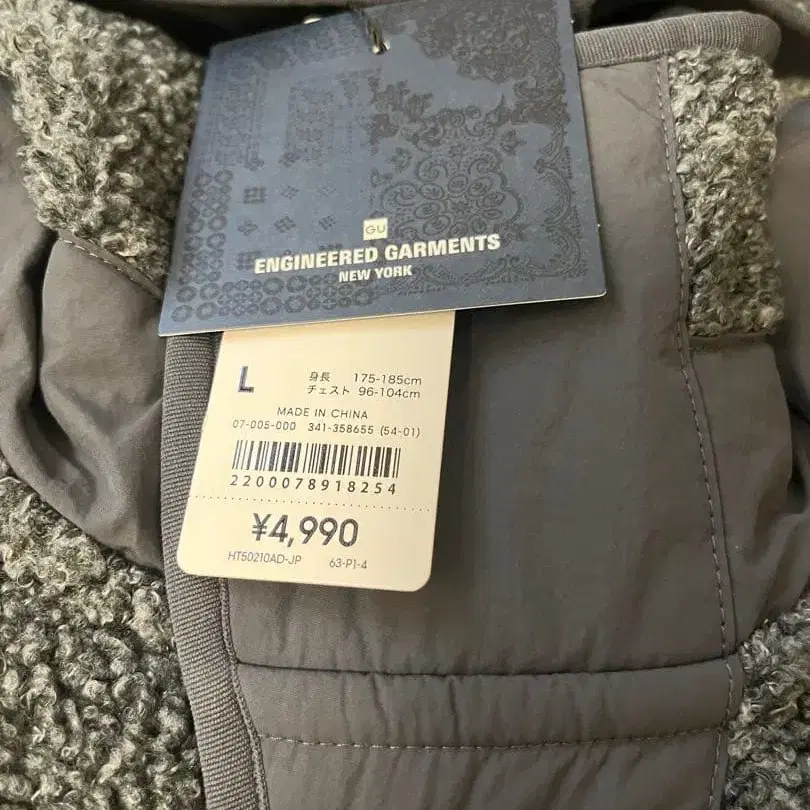 GU
ENGINEERED GARMENTS
NEW YORK
L
身長 175-185cm
チェスト 96-104cm
MADE IN CHINA
07-005-000 341-358655 (54-01)
2200078918254
¥4,990
HT50210AD-JP 63-P1-4